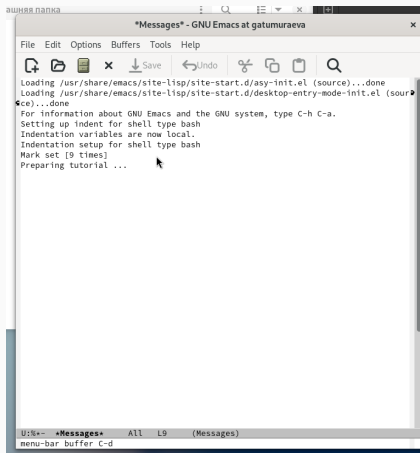 ашняя папка
*Messages* - GNU Emacs at gatumuraeva
File Edit Options Buffers Tools Help
Save Undo
Loading /usr/share/emacs/site-lisp/site-start.d/asy-init.el (source)...done
Loading /usr/share/emacs/site-lisp/site-start.d/desktop-entry-mode-init.el (sour
ce)...done
For information about GNU Emacs and the GNU system, type C-h C-a.
Setting up indent for shell type bash
Indentation variables are now local.
Indentation setup for shell type bash
Mark set [9 times]
Preparing tutorial ...
U:%*- *Messages* All L9 (Messages)
menu-bar buffer C-d